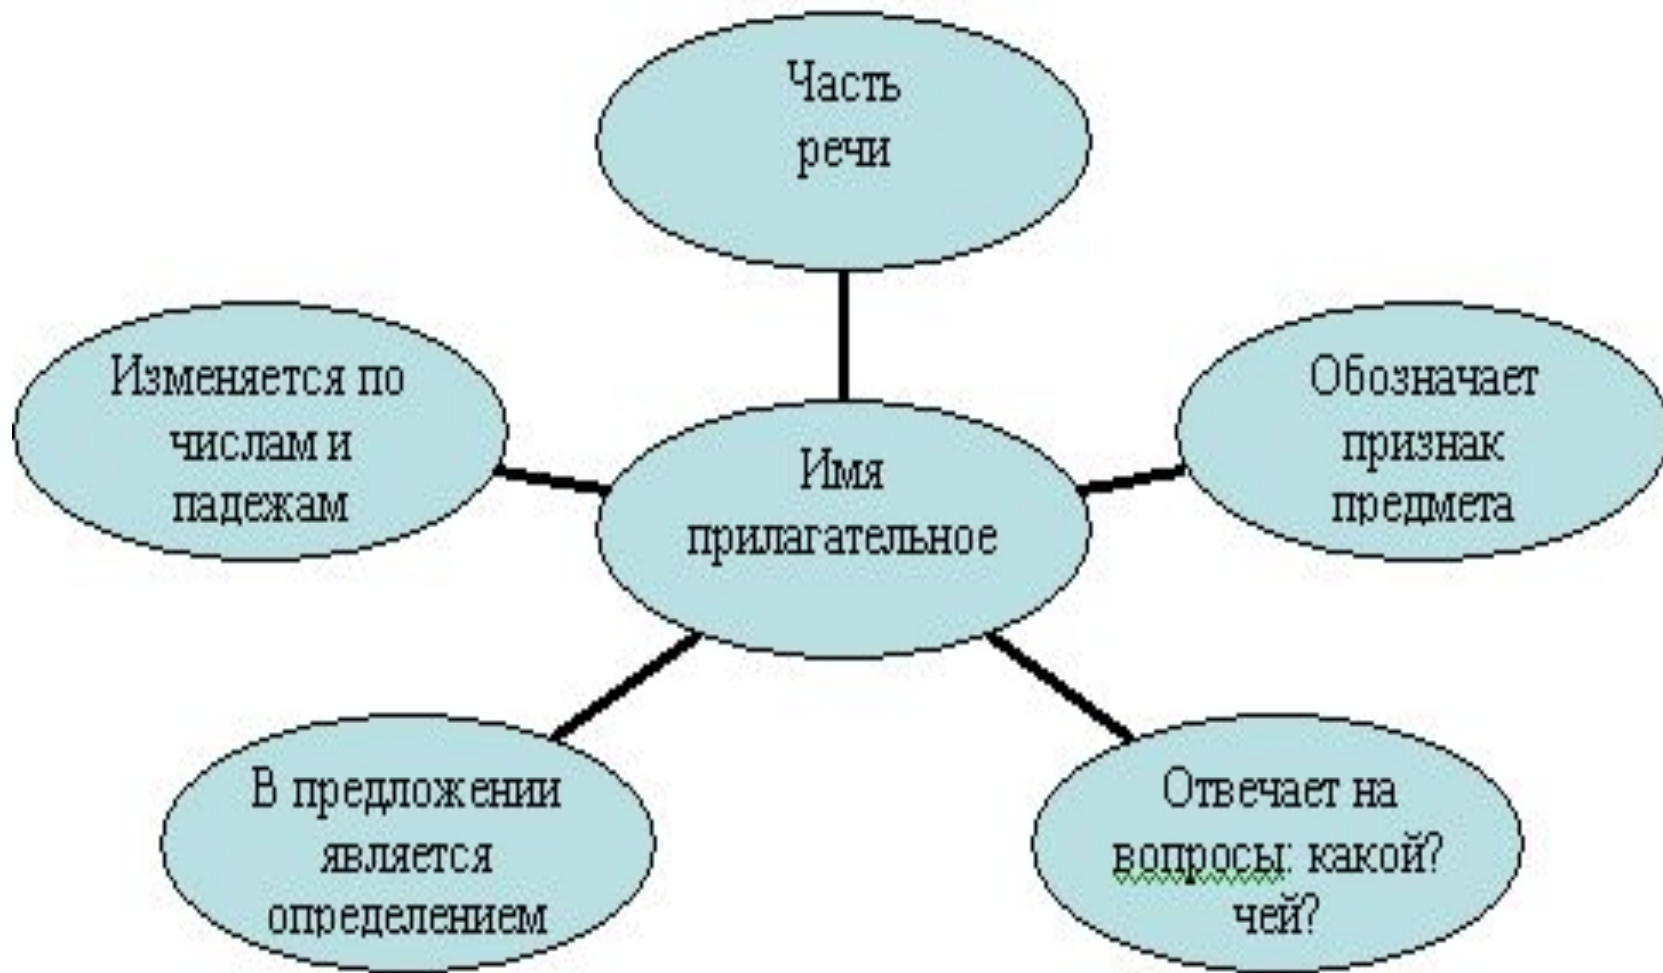 Часть
речи
Изменяется по
числам и
падежам
Имя
прилагательное
Обозначает
признак
предмета
В предложении
является
определением
Отвечает на
вопросы: какой?
чей?